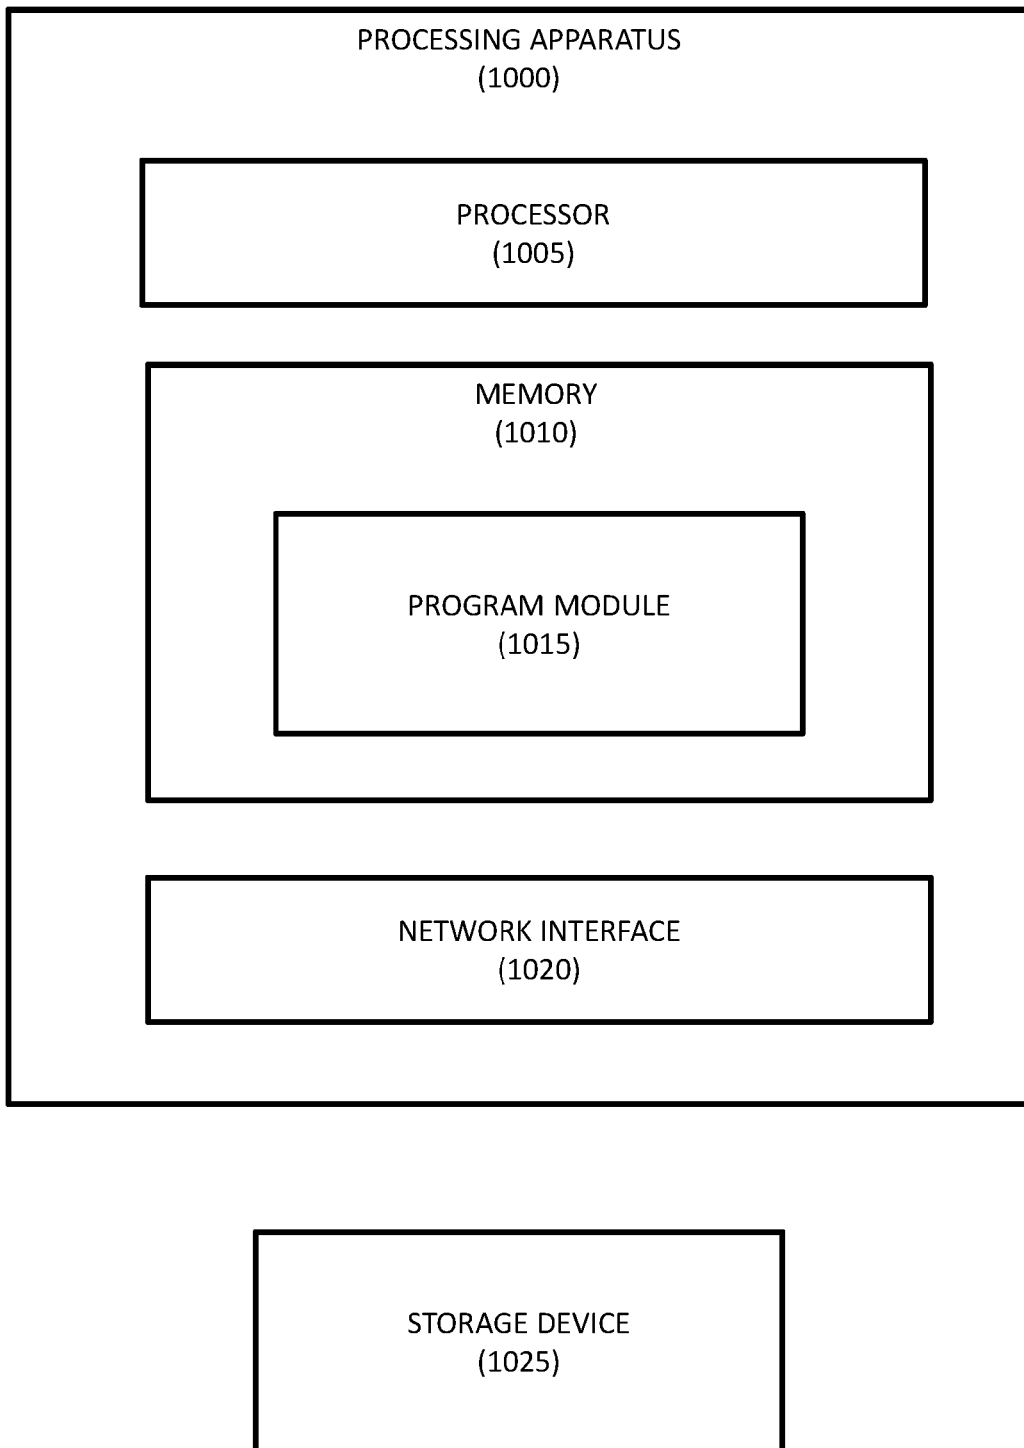 PROCESSING APPARATUS
(1000)
PROCESSOR
(1005)
MEMORY
(1010)
PROGRAM MODULE
(1015)
NETWORK INTERFACE
(1020)
STORAGE DEVICE
(1025)